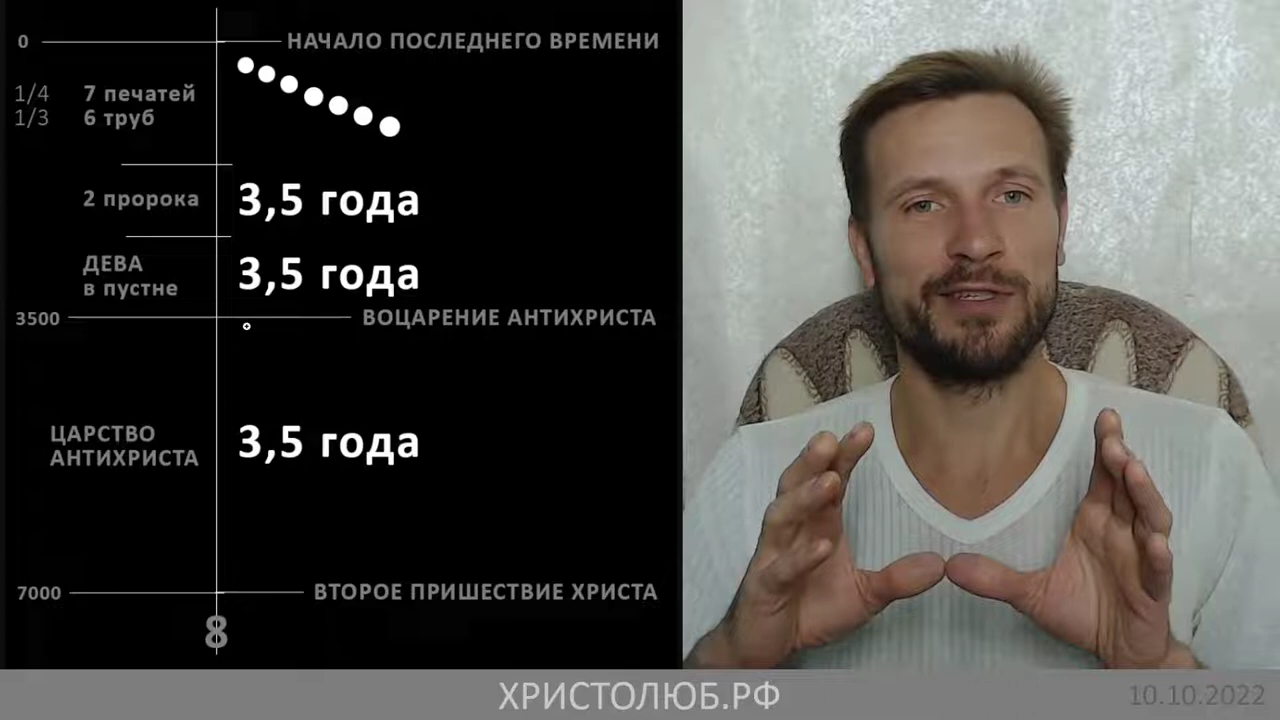 0
НАЧАЛО ПОСЛЕДНЕГО ВРЕМЕНИ
1/4 7 печатей
1/3 6 труб
2 пророка 3,5 года
ДЕВА
в пустне
3,5 года
3500
ВОЦАРЕНИЕ АНТИХРИСТА
ЦАРСТВО
АНТИХРИСТА
3,5 года
7000
ВТОРОЕ ПРИШЕСТВИЕ ХРИСТА
8
ХРИСТОЛЮБ.РФ
10.10.2022